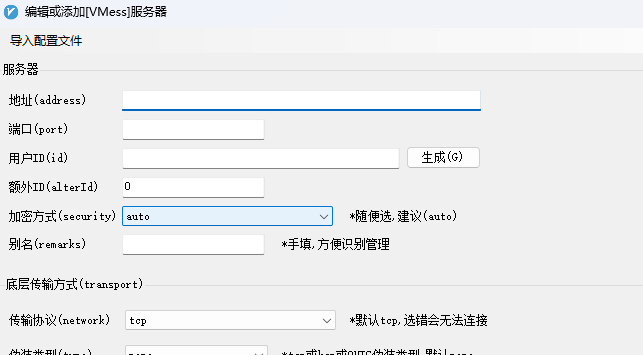 编辑或添加[VMess]服务器
导入配置文件
服务器
地址(address)
端口(port)
用户ID(id) 生成(G)
额外ID(alterId) 0
加密方式(security) auto *随便选,建议(auto)
别名(remarks) *手填,方便识别管理
底层传输方式(transport)
传输协议(network) tcp *默认tcp,选错会无法连接